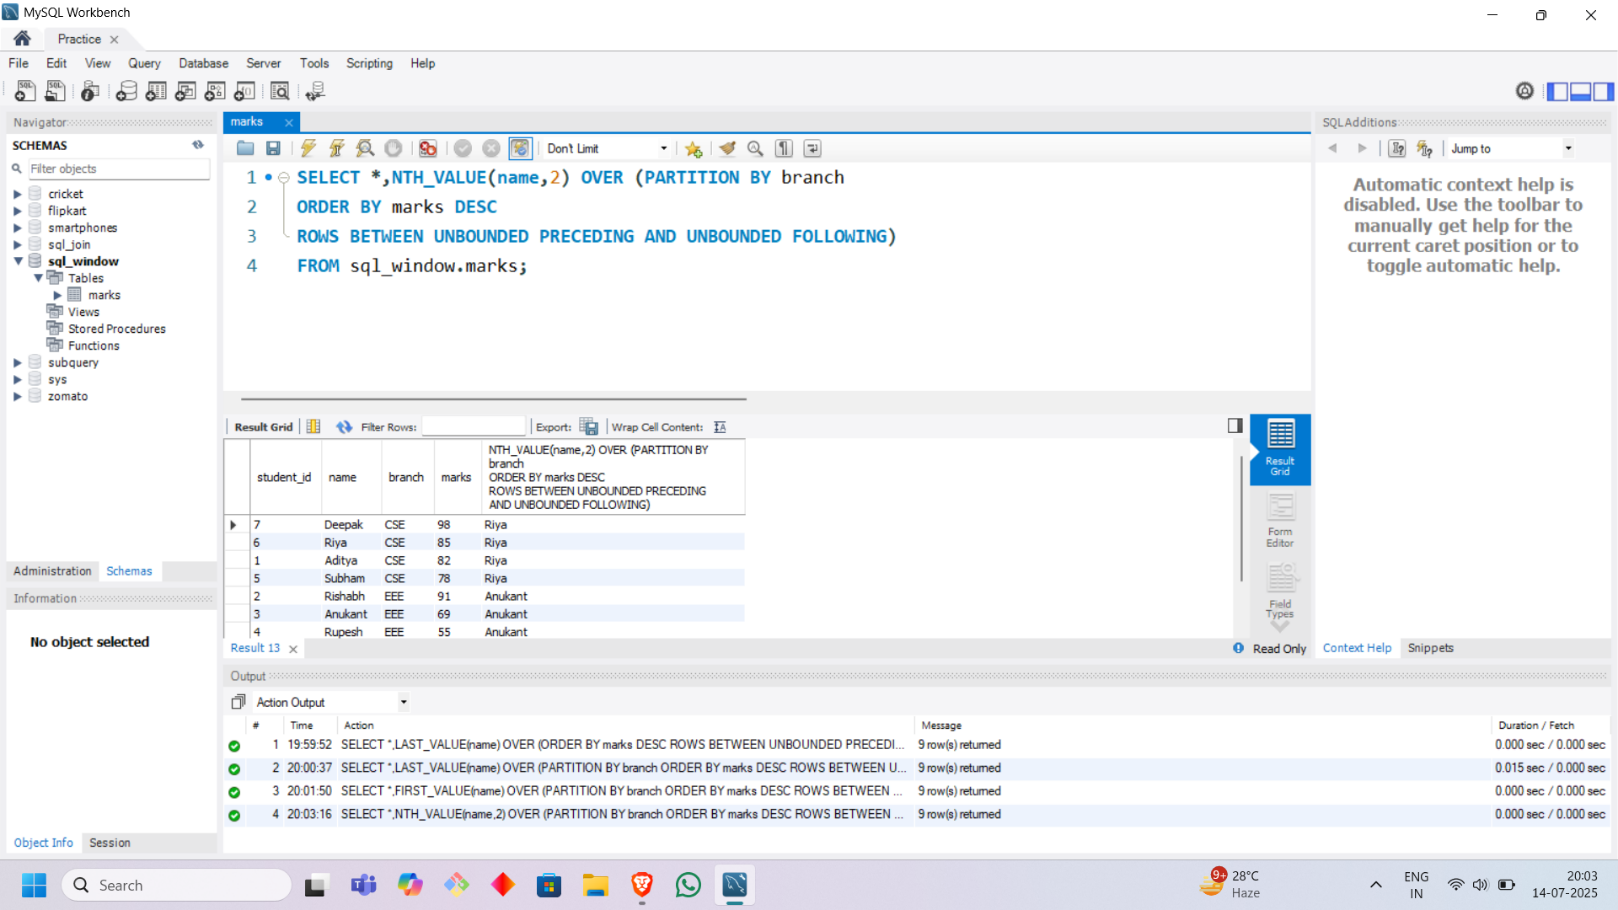 MySQL Workbench
Practice
File Edit View Query Database Server Tools Scripting Help
Navigator
SCHEMAS
Filter objects
cricket
flipkart
smartphones
sql_join
sql_window
Tables
marks
Views
Stored Procedures
Functions
subquery
sys
zomato
Administration Schemas
Information
No object selected
Object Info Session
marks
Don't Limit
1 SELECT *,NTH_VALUE(name,2) OVER (PARTITION BY branch
2 ORDER BY marks DESC
3 ROWS BETWEEN UNBOUNDED PRECEDING AND UNBOUNDED FOLLOWING)
4 FROM sql_window.marks;
Result Grid Filter Rows: Export: Wrap Cell Content:
student_id name branch marks NTH_VALUE(name,2) OVER (PARTITION BY
branch
ORDER BY marks DESC
ROWS BETWEEN UNBOUNDED PRECEDING
AND UNBOUNDED FOLLOWING)
7 Deepak CSE 98 Riya
6 Riya CSE 85 Riya
1 Aditya CSE 82 Riya
5 Subham CSE 78 Riya
2 Rishabh EEE 91 Anukant
3 Anukant EEE 69 Anukant
4 Rupesh EEE 55 Anukant
Result 13
Result
Grid
Form
Editor
Field
Types
Read Only
SQLAdditions
Jump to
Automatic context help is
disabled. Use the toolbar to
manually get help for the
current caret position or to
toggle automatic help.
Context Help Snippets
Output
Action Output
# Time Action Message Duration / Fetch
1 19:59:52 SELECT *,LAST_VALUE(name) OVER (ORDER BY marks DESC ROWS BETWEEN UNBOUNDED PRECEDI... 9 row(s) returned 0.000 sec / 0.000 sec
2 20:00:37 SELECT *,LAST_VALUE(name) OVER (PARTITION BY branch ORDER BY marks DESC ROWS BETWEEN U... 9 row(s) returned 0.015 sec / 0.000 sec
3 20:01:50 SELECT *,FIRST_VALUE(name) OVER (PARTITION BY branch ORDER BY marks DESC ROWS BETWEEN ... 9 row(s) returned 0.000 sec / 0.000 sec
4 20:03:16 SELECT *,NTH_VALUE(name,2) OVER (PARTITION BY branch ORDER BY marks DESC ROWS BETWEEN ... 9 row(s) returned 0.000 sec / 0.000 sec
Search
9+
28°C
Haze
ENG
IN
20:03
14-07-2025